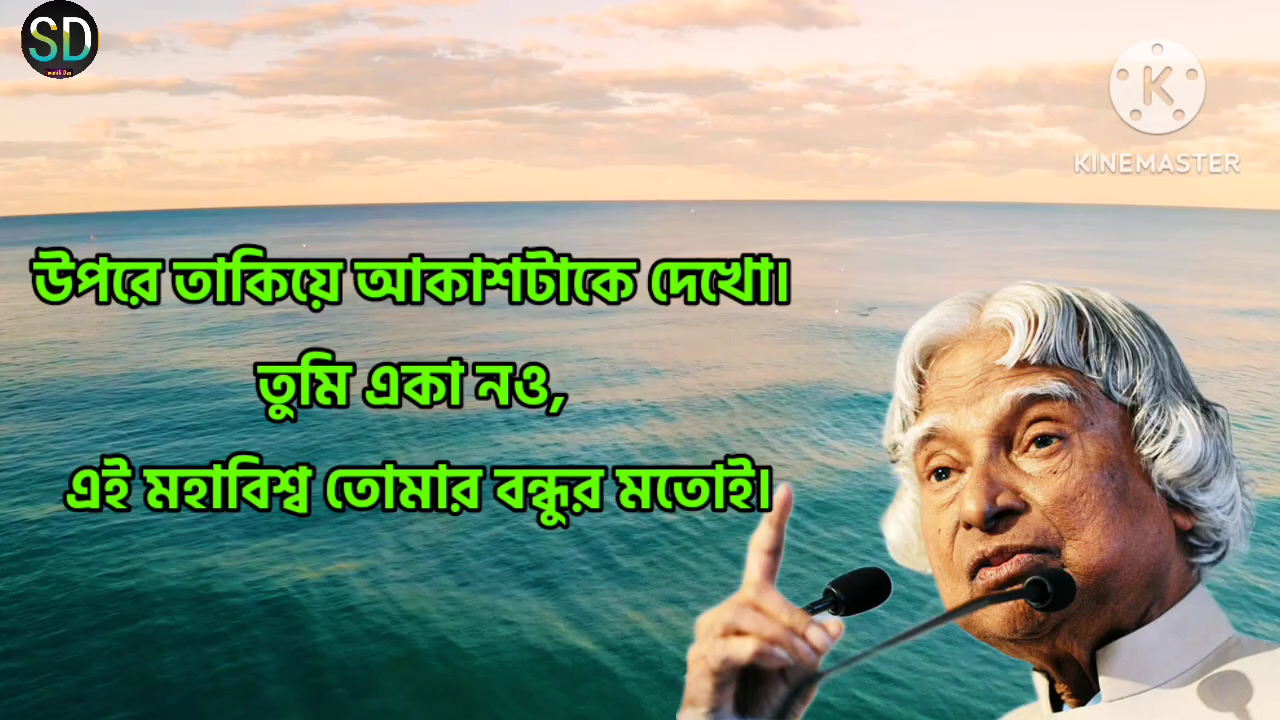 SD
KINEMASTER
উপরে তাকিয়ে আকাশটাকে দেখো।
তুমি একা নও,
এই মহাবিশ্ব তোমার বন্ধুর মতোই।